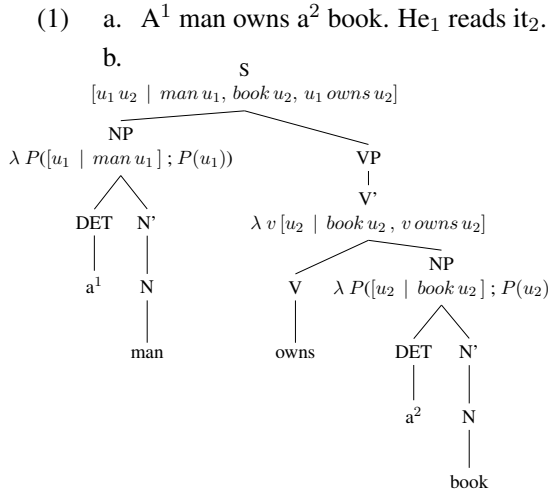 (1) a. A¹ man owns a² book. He₁ reads it₂.
b.
S
[u₁ u₂ | man u₁, book u₂, u₁ owns u₂]
NP
λ P([u₁ | man u₁] ; P(u₁))
VP
V'
λ v [u₂ | book u₂ , v owns u₂]
DET N'
NP
λ P([u₂ | book u₂] ; P(u₂)
a¹ N V
man owns
DET N'
a² N
book